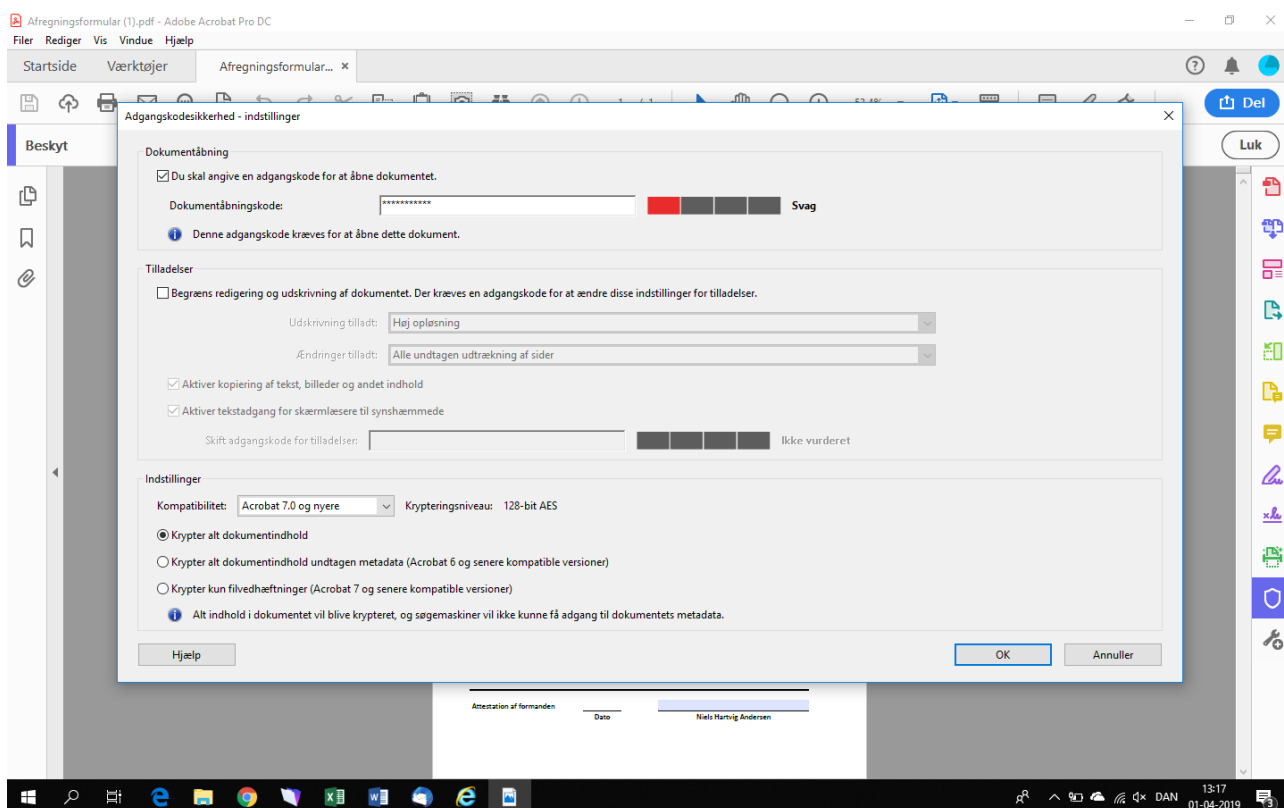 Afregningsformular (1).pdf - Adobe Acrobat Pro DC
Filer Rediger Vis Vindue Hjælp
Startside Værktøjer Afregningsformular... ×
Del
Beskyt Luk
Adgangskodesikkerhed - indstillinger
Dokumentåbning
Du skal angive en adgangskode for at åbne dokumentet.
Dokumentåbningskode: *********** Svag
Denne adgangskode kræves for at åbne dette dokument.
Tilladelser
Begræns redigering og udskrivning af dokumentet. Der kræves en adgangskode for at ændre disse indstillinger for tilladelser.
Udskrivning tilladt: Høj opløsning
Ændringer tilladt: Alle undtagen udtrækning af sider
Aktiver kopiering af tekst, billeder og andet indhold
Aktiver tekstadgang for skærmlæsere til synshæmmede
Skift adgangskode for tilladelser: Ikke vurderet
Indstillinger
Kompatibilitet: Acrobat 7.0 og nyere Krypteringsniveau: 128-bit AES
Krypter alt dokumentindhold
Krypter alt dokumentindhold undtagen metadata (Acrobat 6 og senere kompatible versioner)
Krypter kun filvedhæftninger (Acrobat 7 og senere kompatible versioner)
Alt indhold i dokumentet vil blive krypteret, og søgemaskiner vil ikke kunne få adgang til dokumentets metadata.
Hjælp OK Annuller
Attestation af formanden
Dato Niels Hartvig Andersen
DAN 13:17
01-04-2019